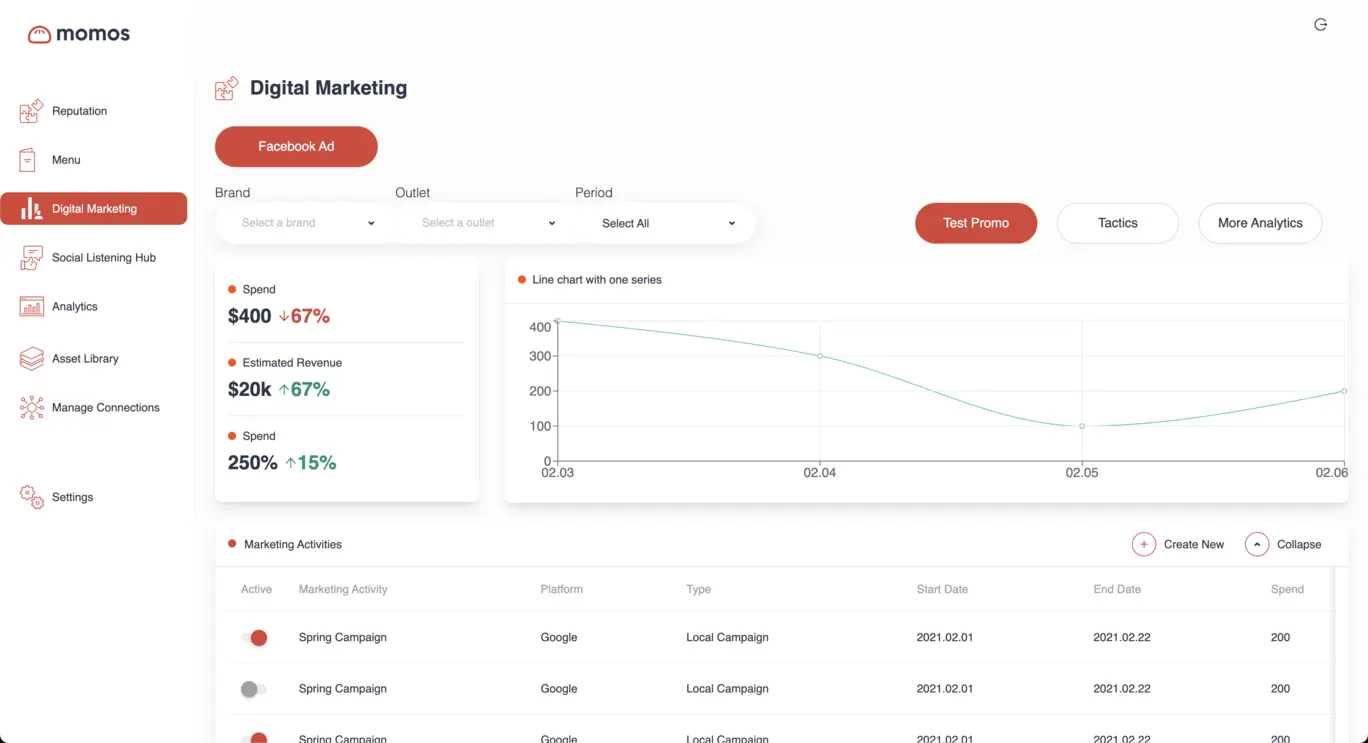 momos
Reputation
Menu
Digital Marketing
Social Listening Hub
Analytics
Asset Library
Manage Connections
Settings
Digital Marketing
Facebook Ad
Brand Outlet Period
Select a brand Select a outlet Select All
Test Promo Tactics More Analytics
Spend
$400 ↓67%
Estimated Revenue
$20k ↑67%
Spend
250% ↑15%
Line chart with one series
400
300
200
100
0
02.03 02.04 02.05 02.06
Marketing Activities Create New Collapse
Active Marketing Activity Platform Type Start Date End Date Spend
Spring Campaign Google Local Campaign 2021.02.01 2021.02.22 200
Spring Campaign Google Local Campaign 2021.02.01 2021.02.22 200
Spring Campaign Google Local Campaign 2021.02.01 2021.02.22 200